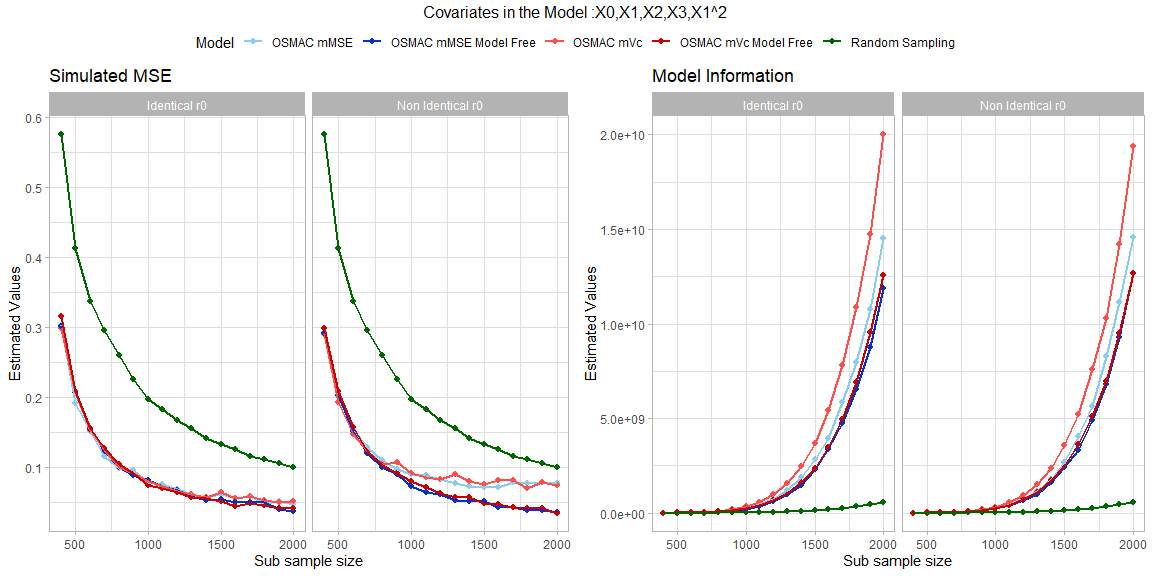 Covariates in the Model :X0,X1,X2,X3,X1^2
Model OSMAC mMSE OSMAC mMSE Model Free OSMAC mVc OSMAC mVc Model Free Random Sampling
Simulated MSE
Identical r0 Non Identical r0
Estimated Values
0.6
0.5
0.4
0.3
0.2
0.1
500 1000 1500 2000 500 1000 1500 2000
Sub sample size
Model Information
Identical r0 Non Identical r0
Estimated Values
2.0e+10
1.5e+10
1.0e+10
5.0e+09
0.0e+00
500 1000 1500 2000 500 1000 1500 2000
Sub sample size